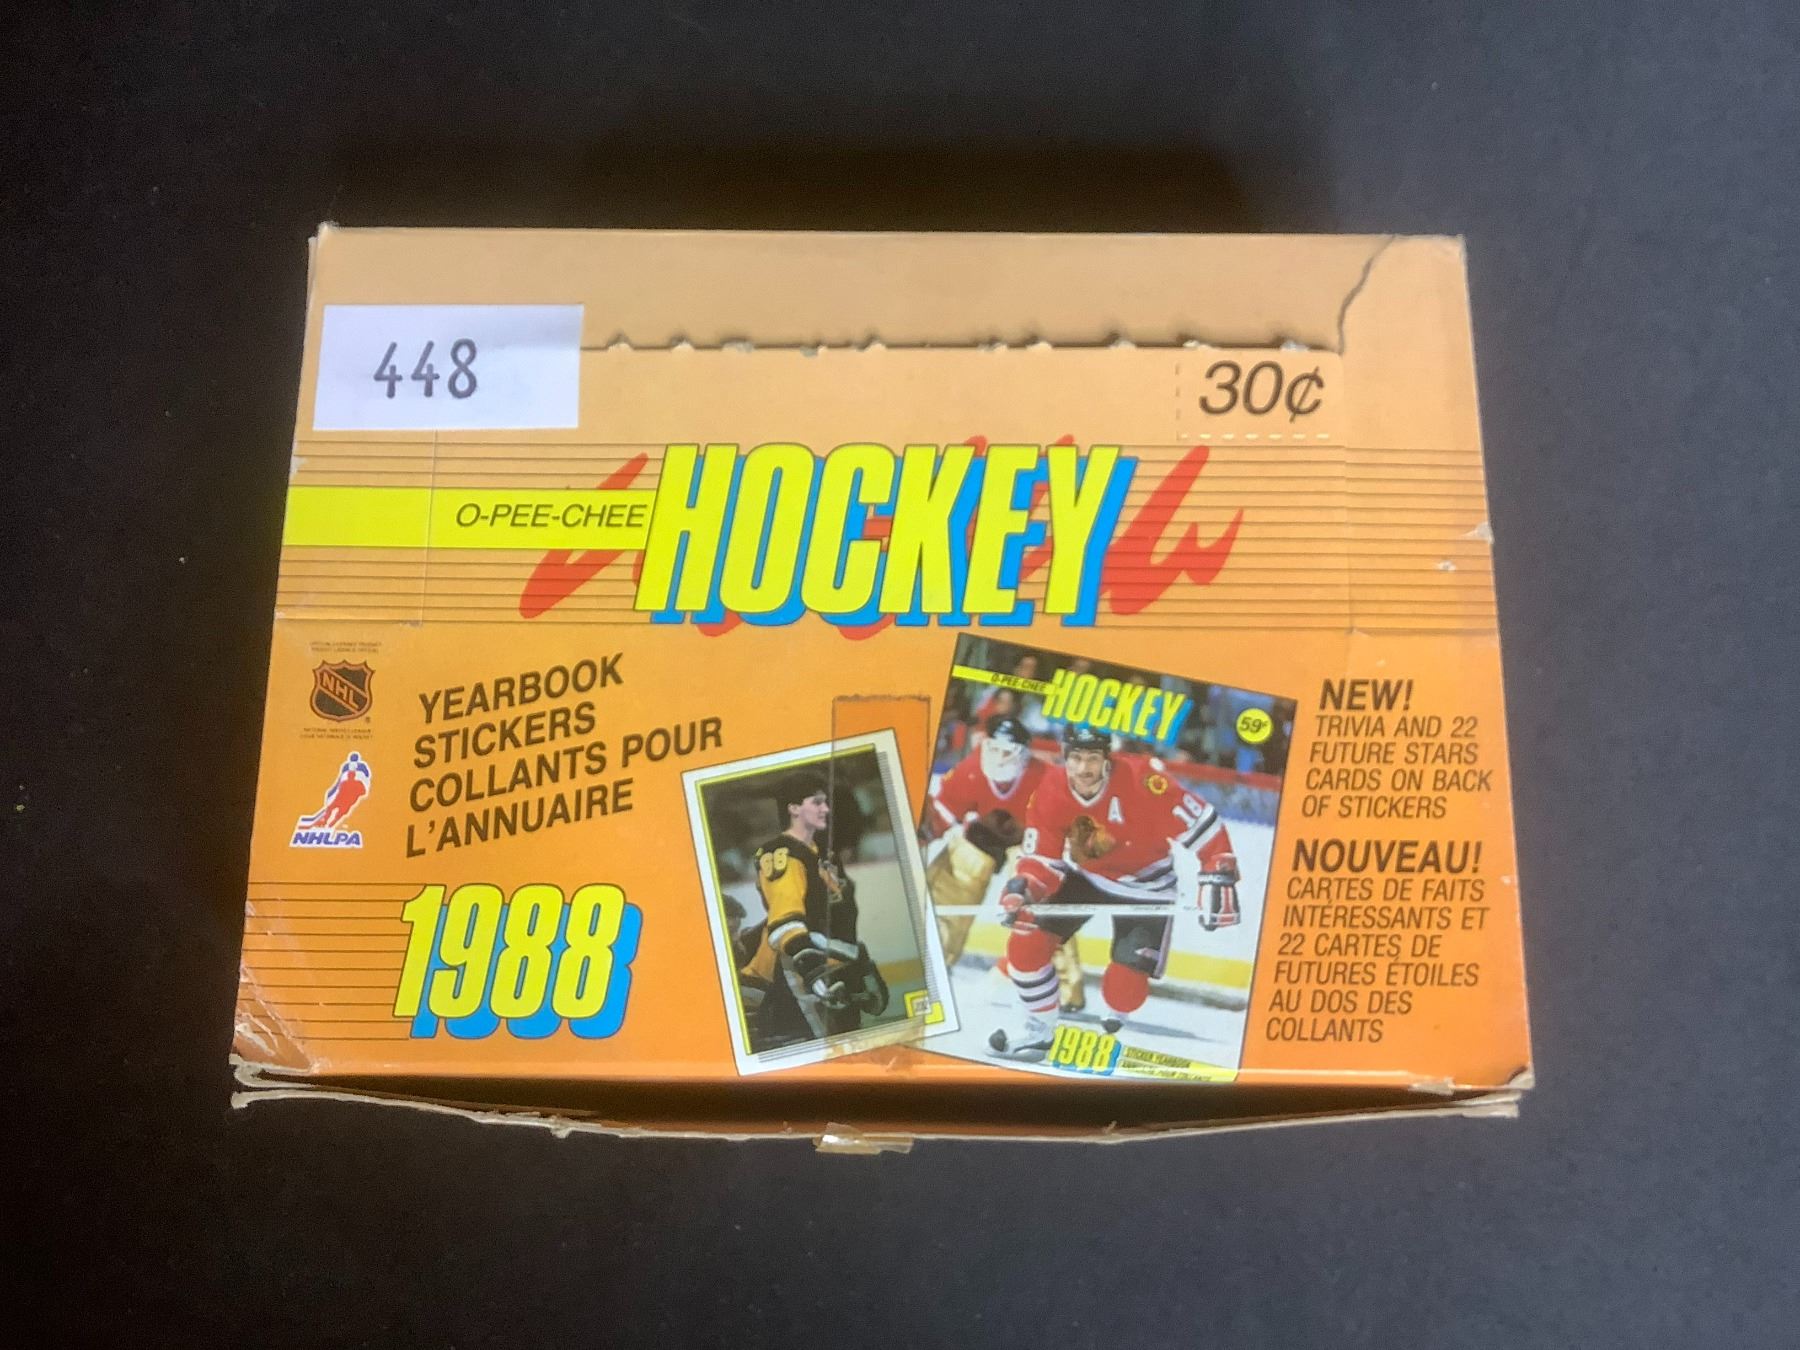 448
30¢
O-PEE-CHEE HOCKEY
NHL
NHLPA
YEARBOOK
STICKERS
COLLANTS POUR
L'ANNUAIRE
1988
O-PEE-CHEE HOCKEY
59¢
A
18
1988
NEW!
TRIVIA AND 22
FUTURE STARS
CARDS ON BACK
OF STICKERS
NOUVEAU!
CARTES DE FAITS
INTÉRESSANTS ET
22 CARTES DE
FUTURES ÉTOILES
AU DOS DES
COLLANTS